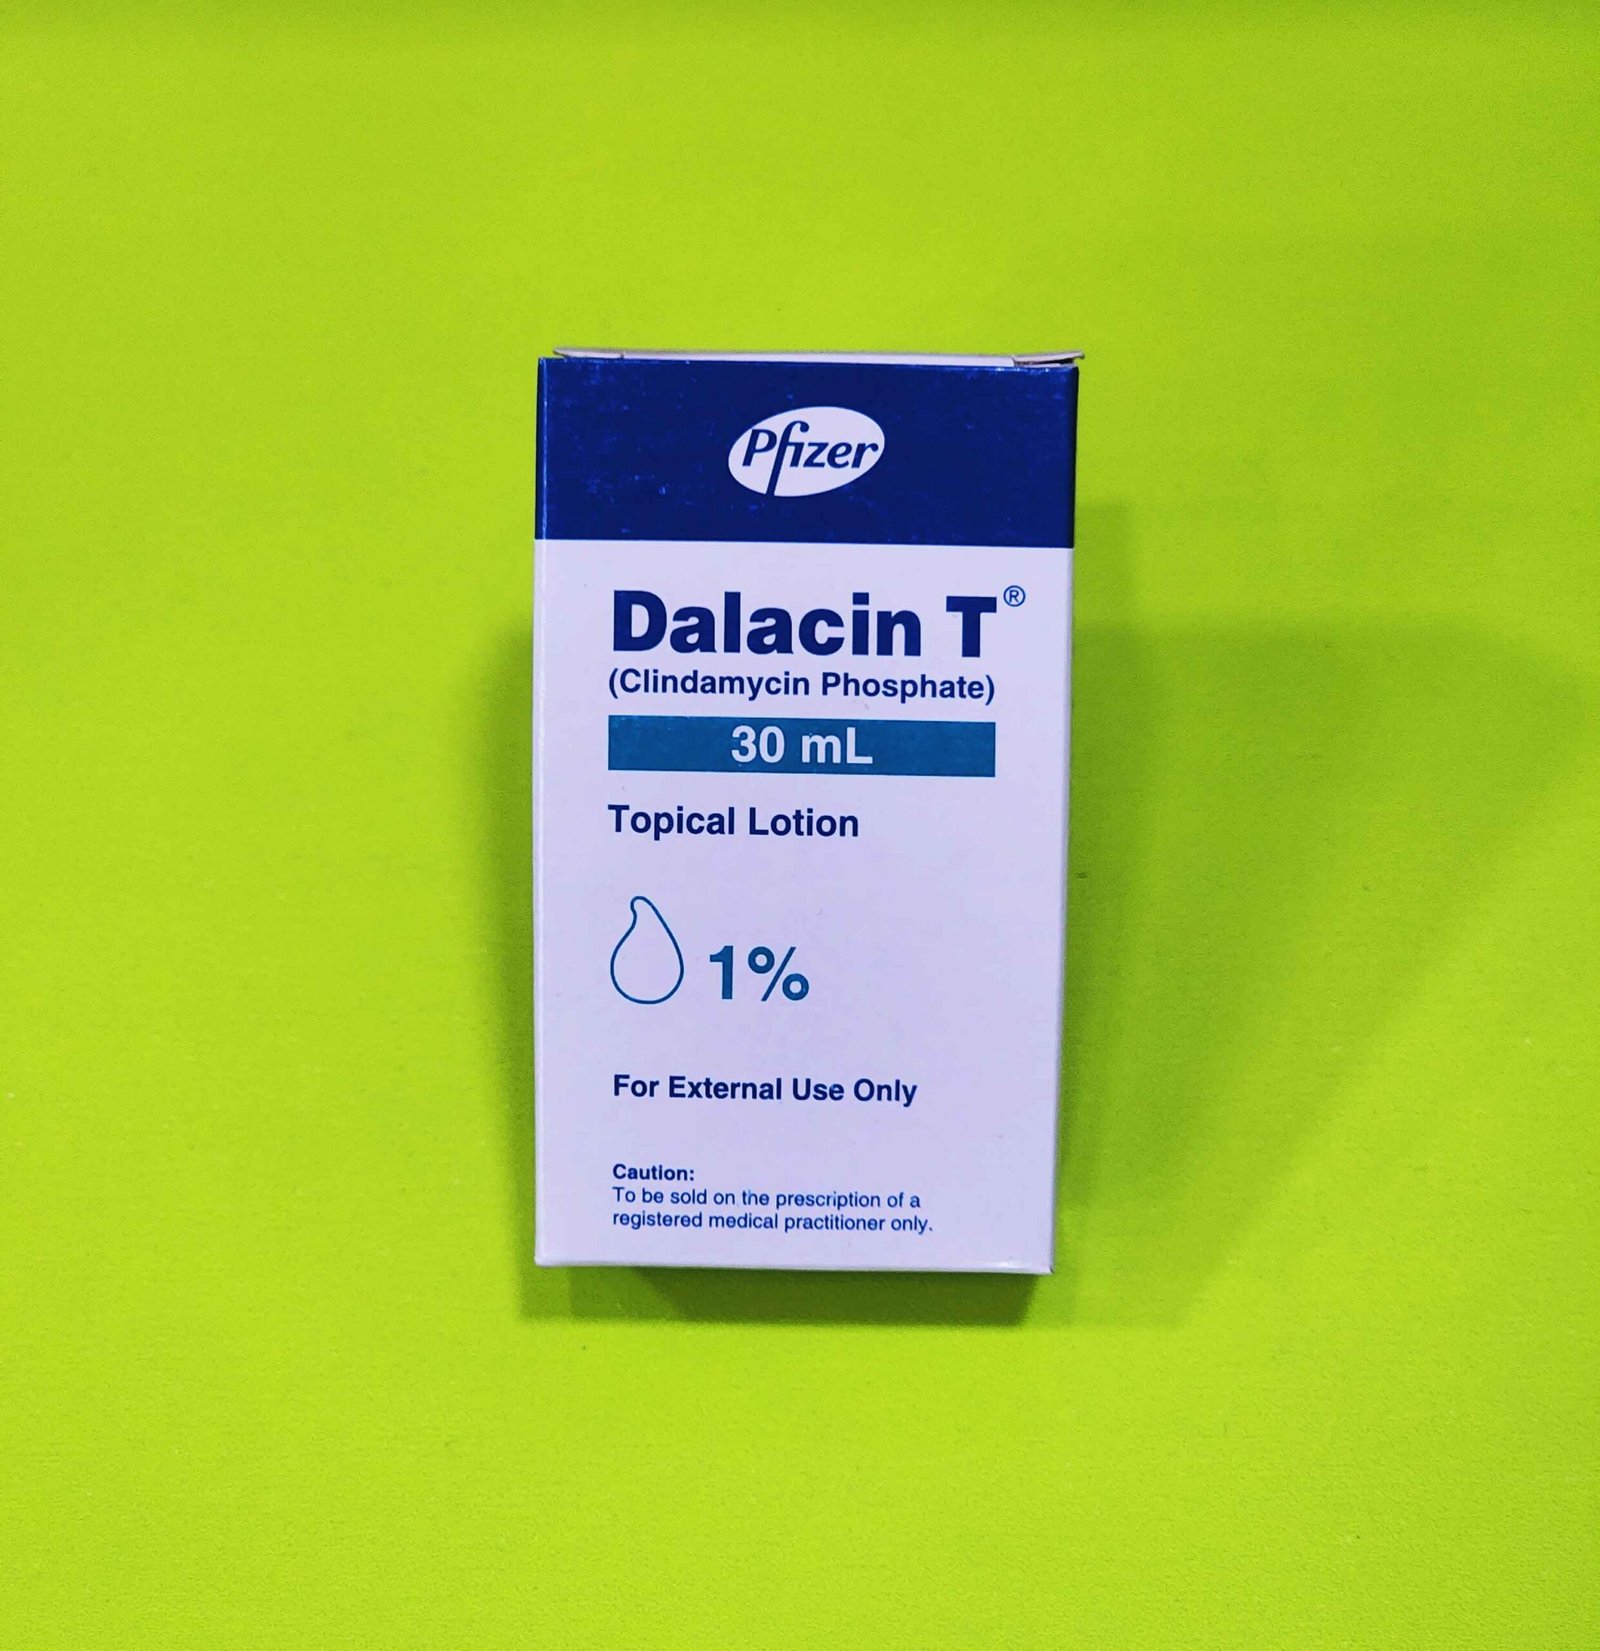 Pfizer
Dalacin T®
(Clindamycin Phosphate)
30 mL
Topical Lotion
1%
For External Use Only
Caution:
To be sold on the prescription of a
registered medical practitioner only.